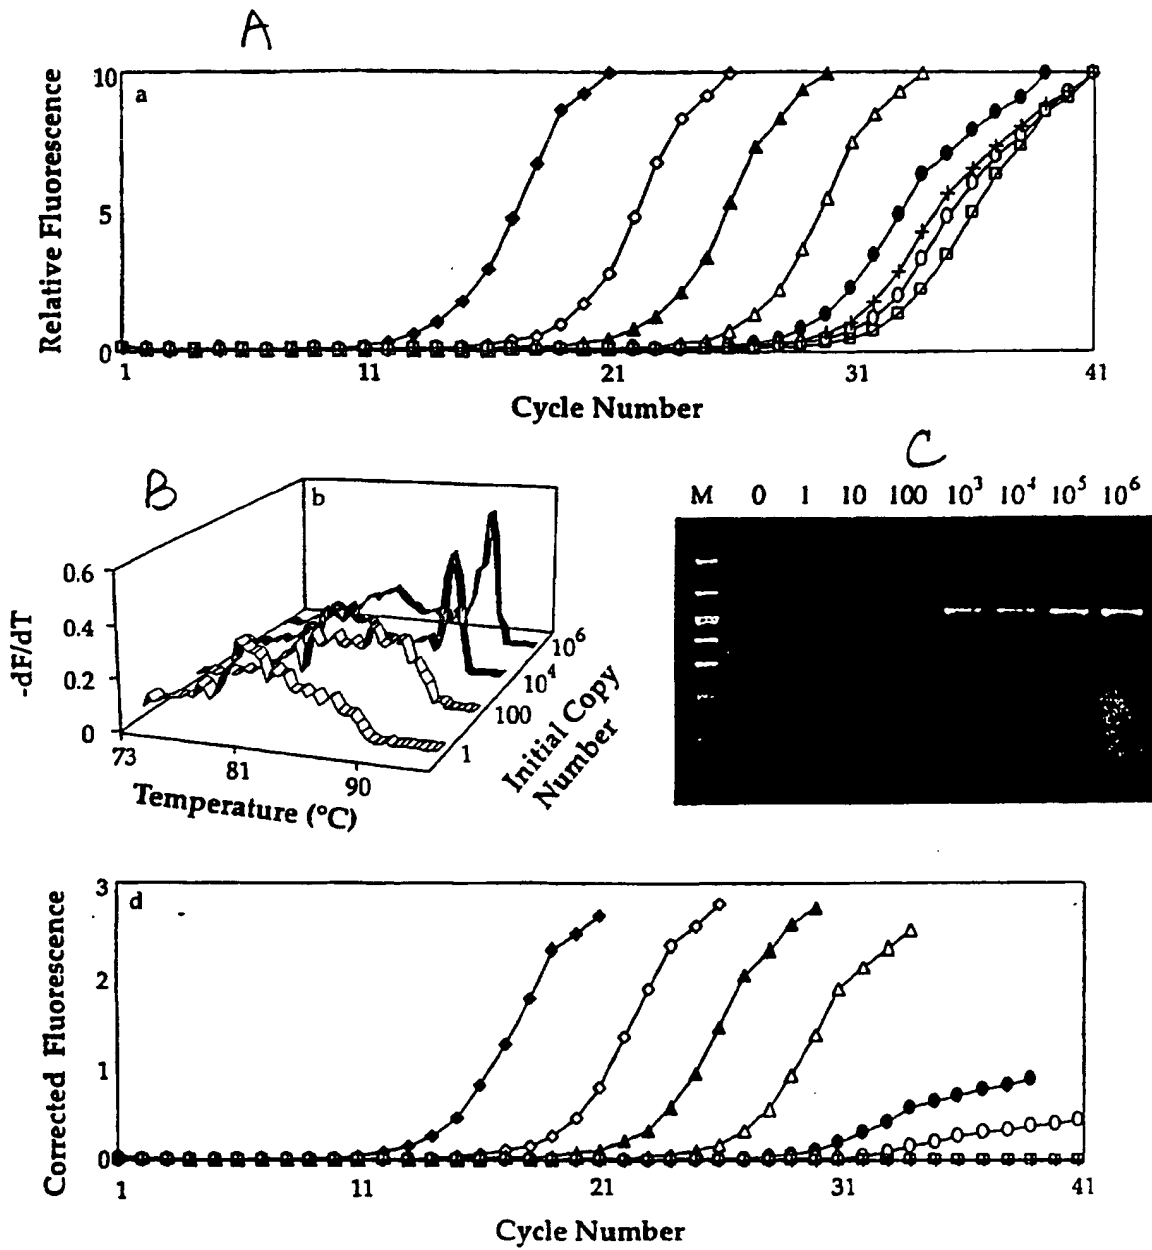 A
10
a
5
0
Relative Fluorescence
1 11 21 31 41
Cycle Number
B
b
0.6
0.4
0.2
0
-dF/dT
73 81 90
Temperature (°C)
10⁶
10⁴
100
1
Initial Copy
Number
C
M 0 1 10 100 10³ 10⁴ 10⁵ 10⁶
3
d
2
1
0
Corrected Fluorescence
1 11 21 31 41
Cycle Number